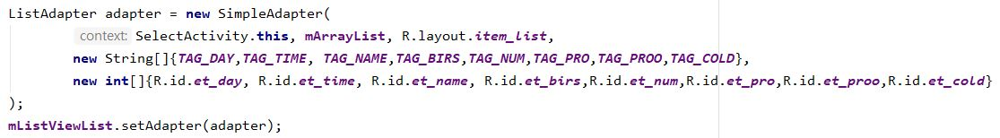 ListAdapter adapter = new SimpleAdapter(
context: SelectActivity.this, mArrayList, R.layout.item_list,
new String[]{TAG_DAY,TAG_TIME, TAG_NAME,TAG_BIRS,TAG_NUM,TAG_PRO,TAG_PROO,TAG_COLD},
new int[]{R.id.et_day, R.id.et_time, R.id.et_name, R.id.et_birs,R.id.et_num,R.id.et_pro,R.id.et_proo,R.id.et_cold}
);
mListViewList.setAdapter(adapter);